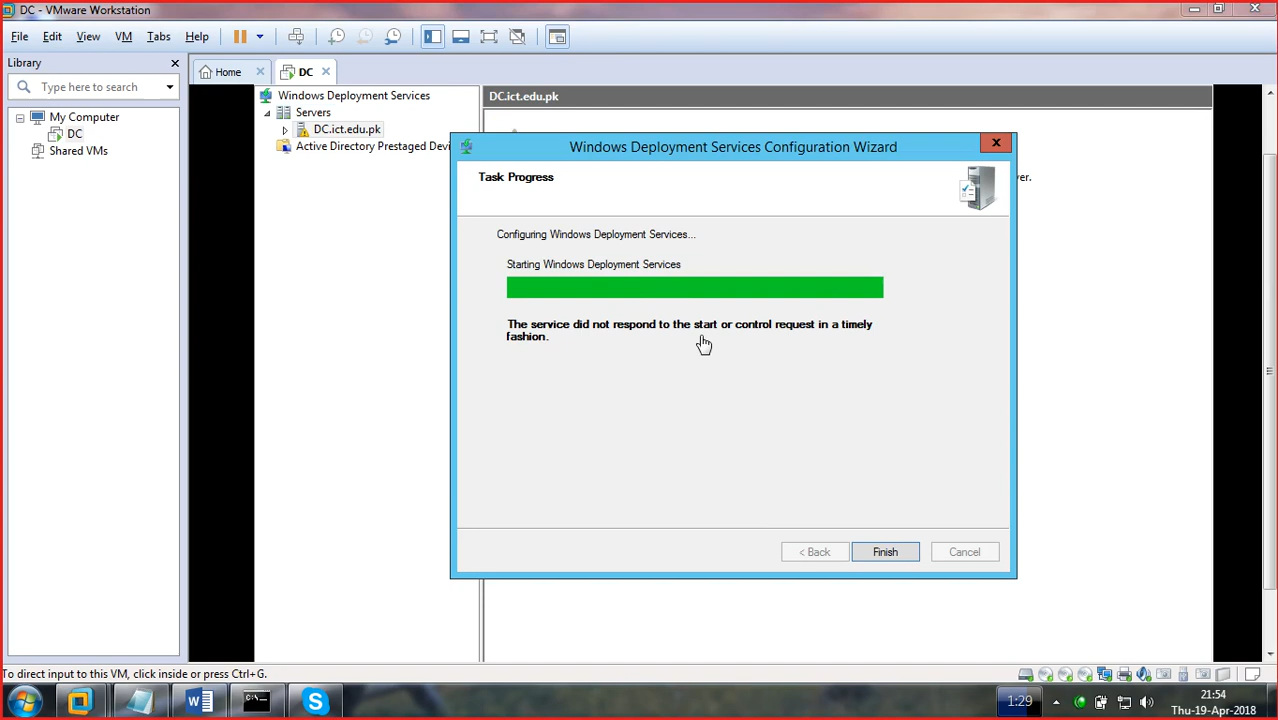 DC - VMware Workstation
File Edit View VM Tabs Help
Library
Type here to search
My Computer
DC
Shared VMs
Home
DC
Windows Deployment Services
Servers
DC.ict.edu.pk
Active Directory Prestaged Devi
DC.ict.edu.pk
ver.
Windows Deployment Services Configuration Wizard
Task Progress
Configuring Windows Deployment Services...
Starting Windows Deployment Services
The service did not respond to the start or control request in a timely
fashion.
< Back Finish Cancel
To direct input to this VM, click inside or press Ctrl+G.
1:29
21:54
Thu-19-Apr-2018